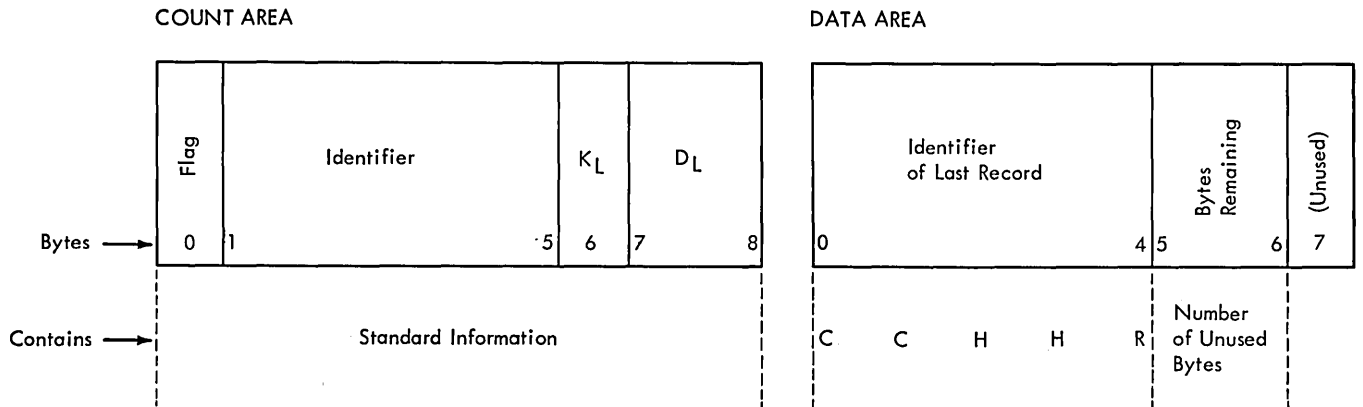 COUNT AREA
DATA AREA
Flag
Identifier
KL
DL
Identifier
of Last Record
Bytes
Remaining
(Unused)
Bytes
0 1 5 6 7 8
0 4 5 6 7
Contains
Standard Information
C C H H R
Number
of Unused
Bytes